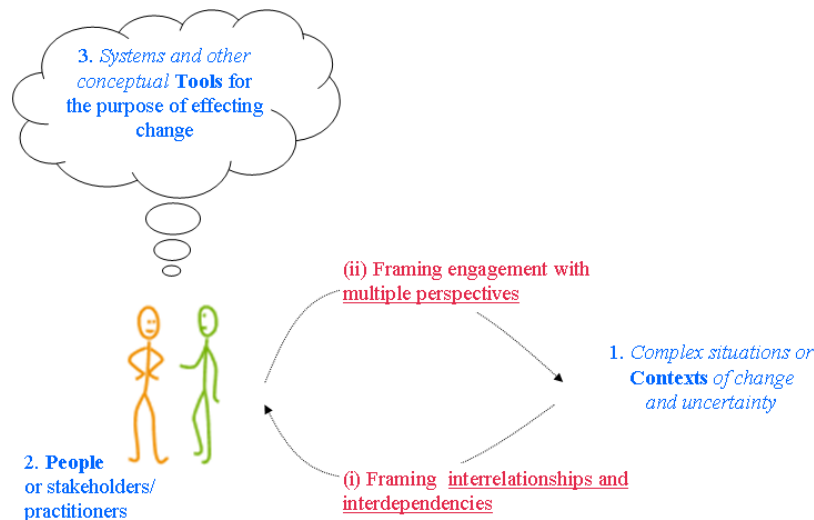 3. Systems and other
conceptual Tools for
the purpose of effecting
change
(ii) Framing engagement with
multiple perspectives
1. Complex situations or
Contexts of change
and uncertainty
2. People
or stakeholders/
practitioners
(i) Framing interrelationships and
interdependencies